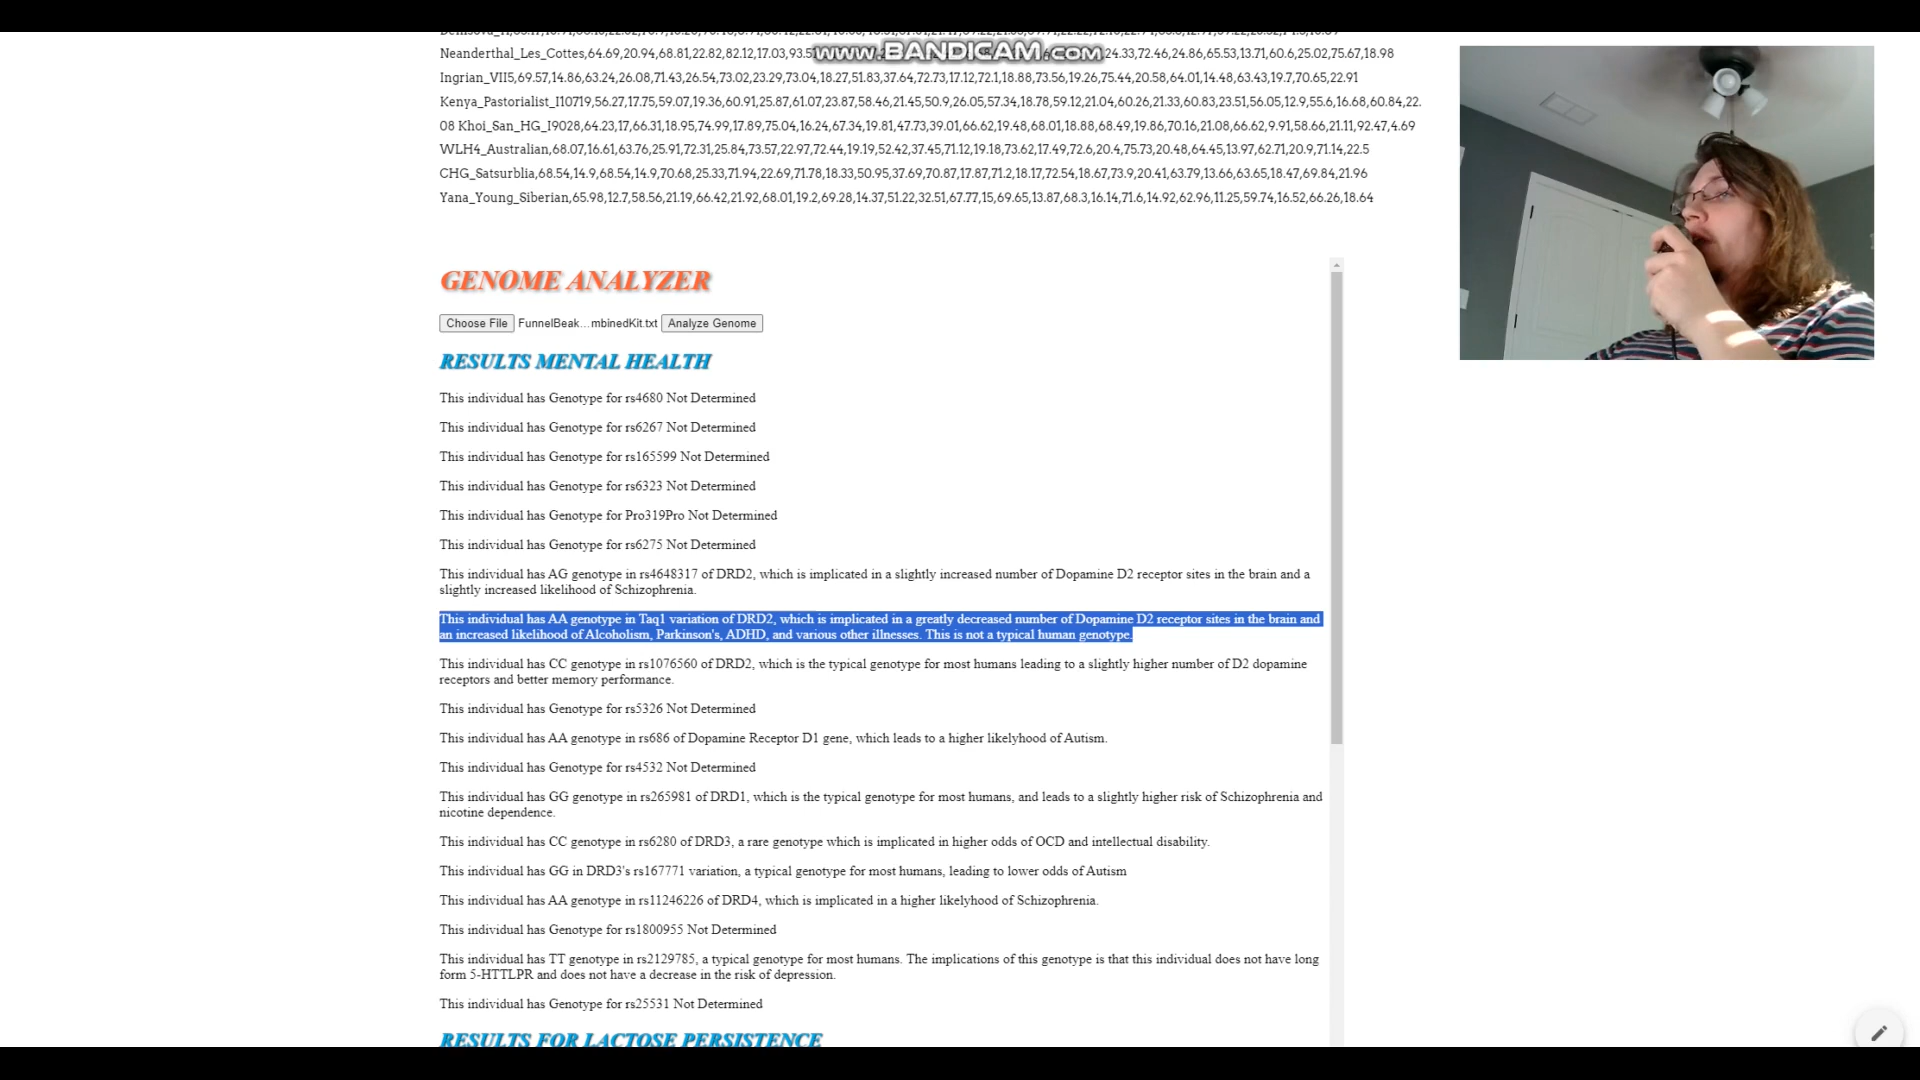 Neanderthal_Les_Cottes,64.69,20.94,68.81,22.82,82.12,17.03,93.5 24.33,72.46,24.86,65.53,13.71,60.6,25.02,75.67,18.98
www.BANDICAM.com
Ingrian_VII5,69.57,14.86,63.24,26.08,71.43,26.54,73.02,23.29,73.04,18.27,51.83,37.64,72.73,17.12,72.1,18.88,73.56,19.26,75.44,20.58,64.01,14.48,63.43,19.7,70.65,22.91
Kenya_Pastorialist_I10719,56.27,17.75,59.07,19.36,60.91,25.87,61.07,23.87,58.46,21.45,50.9,26.05,57.34,18.78,59.12,21.04,60.26,21.33,60.83,23.51,56.05,12.9,55.6,16.68,60.84,22.
08 Khoi_San_HG_I9028,64.23,17,66.31,18.95,74.99,17.89,75.04,16.24,67.34,19.81,47.73,39.01,66.62,19.48,68.01,18.88,68.49,19.86,70.16,21.08,66.62,9.91,58.66,21.11,92.47,4.69
WLH4_Australian,68.07,16.61,63.76,25.91,72.31,25.84,73.57,22.97,72.44,19.19,52.42,37.45,71.12,19.18,73.62,17.49,72.6,20.4,75.73,20.48,64.45,13.97,62.71,20.9,71.14,22.5
CHG_Satsurblia,68.54,14.9,68.54,14.9,70.68,25.33,71.94,22.69,71.78,18.33,50.95,37.69,70.87,17.87,71.2,18.17,72.54,18.67,73.9,20.41,63.79,13.66,63.65,18.47,69.84,21.96
Yana_Young_Siberian,65.98,12.7,58.56,21.19,66.42,21.92,68.01,19.2,69.28,14.37,51.22,32.51,67.77,15,69.65,13.87,68.3,16.14,71.6,14.92,62.96,11.25,59.74,16.52,66.26,18.64
GENOME ANALYZER
Choose File FunnelBeak...mbinedKit.txt Analyze Genome
RESULTS MENTAL HEALTH
This individual has Genotype for rs4680 Not Determined
This individual has Genotype for rs6267 Not Determined
This individual has Genotype for rs165599 Not Determined
This individual has Genotype for rs6323 Not Determined
This individual has Genotype for Pro319Pro Not Determined
This individual has Genotype for rs6275 Not Determined
This individual has AG genotype in rs4648317 of DRD2, which is implicated in a slightly increased number of Dopamine D2 receptor sites in the brain and a
slightly increased likelihood of Schizophrenia.
This individual has AA genotype in Taq1 variation of DRD2, which is implicated in a greatly decreased number of Dopamine D2 receptor sites in the brain and
an increased likelihood of Alcoholism, Parkinson's, ADHD, and various other illnesses. This is not a typical human genotype.
This individual has CC genotype in rs1076560 of DRD2, which is the typical genotype for most humans leading to a slightly higher number of D2 dopamine
receptors and better memory performance.
This individual has Genotype for rs5326 Not Determined
This individual has AA genotype in rs686 of Dopamine Receptor D1 gene, which leads to a higher likelyhood of Autism.
This individual has Genotype for rs4532 Not Determined
This individual has GG genotype in rs265981 of DRD1, which is the typical genotype for most humans, and leads to a slightly higher risk of Schizophrenia and
nicotine dependence.
This individual has CC genotype in rs6280 of DRD3, a rare genotype which is implicated in higher odds of OCD and intellectual disability.
This individual has GG in DRD3's rs167771 variation, a typical genotype for most humans, leading to lower odds of Autism
This individual has AA genotype in rs11246226 of DRD4, which is implicated in a higher likelyhood of Schizophrenia.
This individual has Genotype for rs1800955 Not Determined
This individual has TT genotype in rs2129785, a typical genotype for most humans. The implications of this genotype is that this individual does not have long
form 5-HTTLPR and does not have a decrease in the risk of depression.
This individual has Genotype for rs25531 Not Determined
RESULTS FOR LACTOSE PERSISTENCE